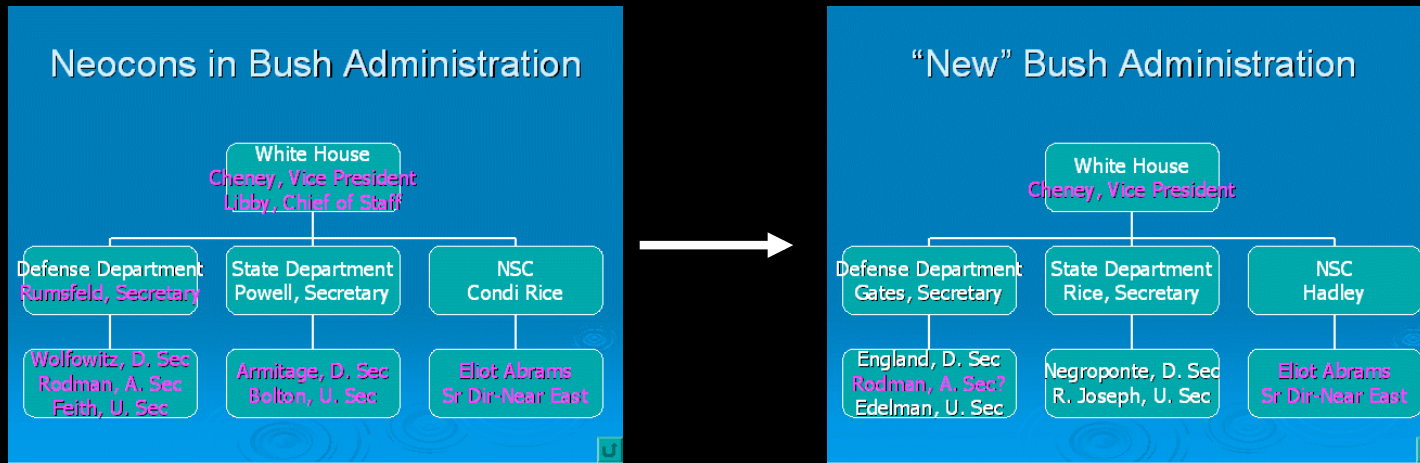 Neocons in Bush Administration
White House
Cheney, Vice President
Libby, Chief of Staff
Defense Department
Rumsfeld, Secretary
State Department
Powell, Secretary
NSC
Condi Rice
Wolfowitz, D. Sec
Rodman, A. Sec
Feith, U. Sec
Armitage, D. Sec
Bolton, U. Sec
Eliot Abrams
Sr Dir-Near East
“New” Bush Administration
White House
Cheney, Vice President
Defense Department
Gates, Secretary
State Department
Rice, Secretary
NSC
Hadley
England, D. Sec
Rodman, A. Sec?
Edelman, U. Sec
Negroponte, D. Sec
R. Joseph, U. Sec
Eliot Abrams
Sr Dir-Near East